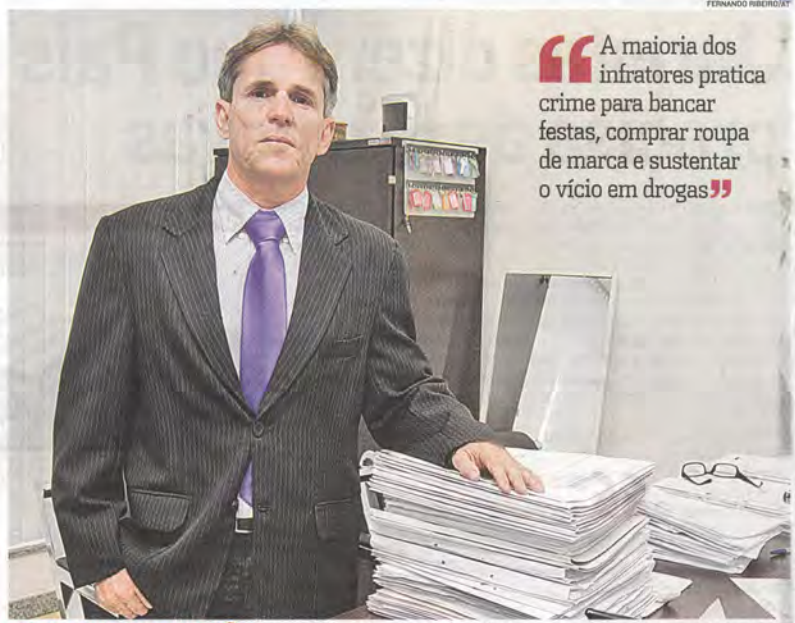 FERNANDO RIBEIRO/AT
“A maioria dos
infratores pratica
crime para bancar
festas, comprar roupa
de marca e sustentar
o vício em drogas”